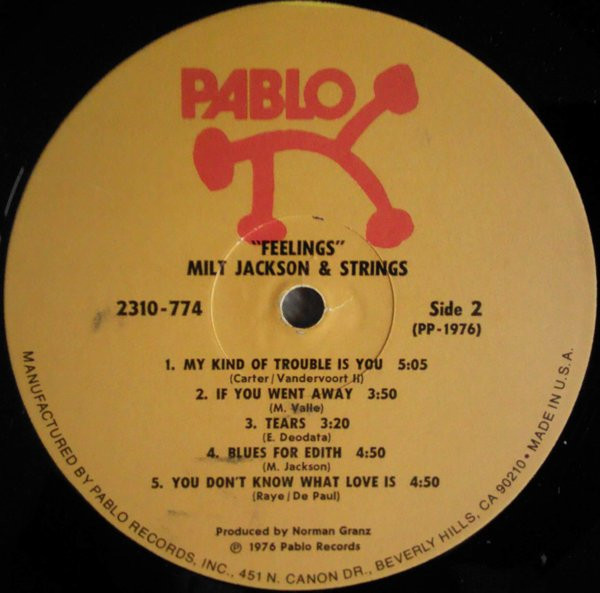 PABLO
"FEELINGS"
MILT JACKSON & STRINGS
2310-774
Side 2
(PP-1976)
1. MY KIND OF TROUBLE IS YOU 5:05
(Carter/Vandervoort II)
2. IF YOU WENT AWAY 3:50
(M. Valle)
3. TEARS 3:20
(E. Deodata)
4. BLUES FOR EDITH 4:50
(M. Jackson)
5. YOU DON'T KNOW WHAT LOVE IS 4:50
(Raye/De Paul)
Produced by Norman Granz
℗ 1976 Pablo Records
MANUFACTURED BY PABLO RECORDS, INC., 451 N. CANON DR., BEVERLY HILLS, CA 90210 • MADE IN U.S.A.